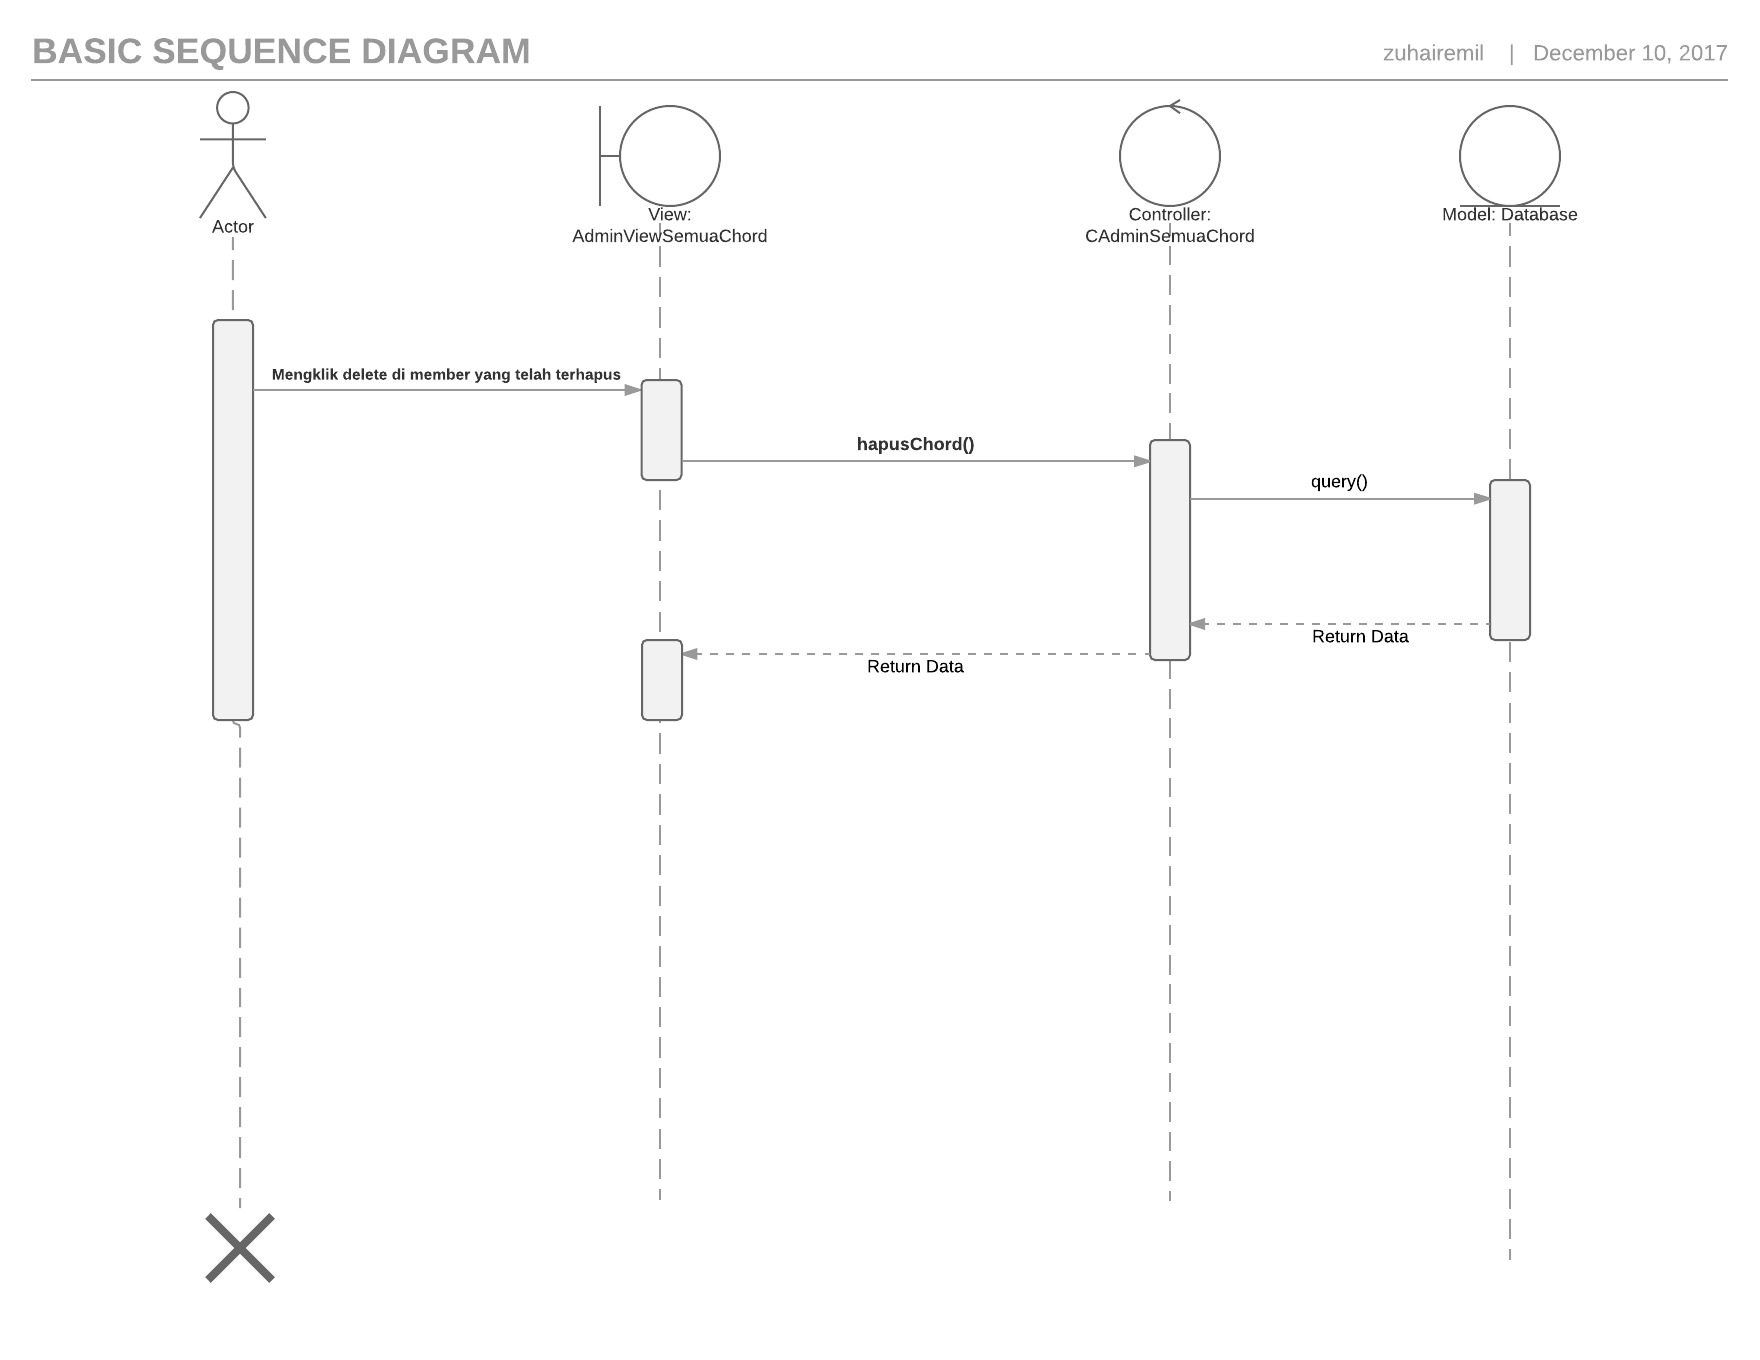 BASIC SEQUENCE DIAGRAM
zuhairemil | December 10, 2017
Actor
View:
AdminViewSemuaChord
Controller:
CAdminSemuaChord
Model: Database
Mengklik delete di member yang telah terhapus
hapusChord()
query()
Return Data
Return Data